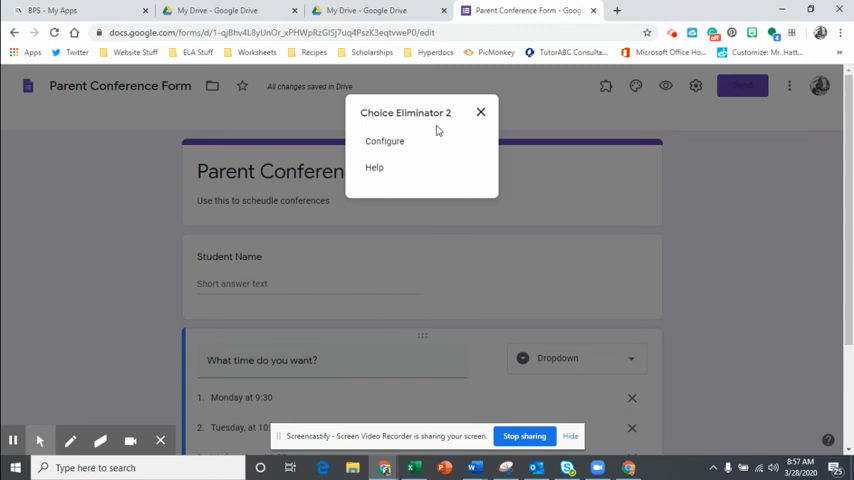 BPS - My Apps
My Drive - Google Drive
My Drive - Google Drive
Parent Conference Form - Goog
docs.google.com/forms/d/1-qjBhv4L8yUnOr_xPHWpRzGISj7uq4PszK3eqtvweP0/edit
Apps
Twitter
Website Stuff
ELA Stuff
Worksheets
Recipes
Scholarships
Hyperdocs
PicMonkey
TutorABC Consulta...
Microsoft Office Ho...
Customize: Mr. Hatt...
Parent Conference Form
All changes saved in Drive
Send
Choice Eliminator 2
Configure
Help
Parent Conferen
Use this to scheudle conferences
Student Name
Short answer text
What time do you want?
Dropdown
1. Monday at 9:30
2. Tuesday, at 10:
Screencastify - Screen Video Recorder is sharing your screen.
Stop sharing
Hide
Type here to search
8:57 AM
3/28/2020
25